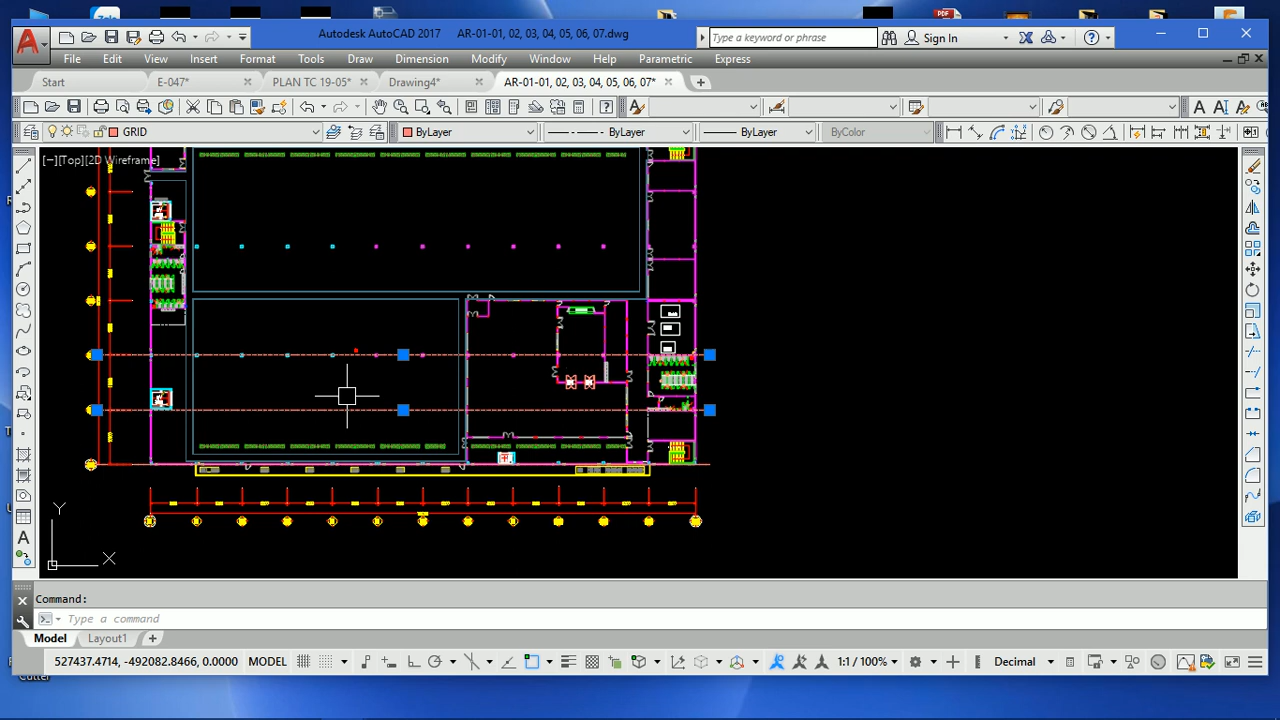 Autodesk AutoCAD 2017 AR-01-01, 02, 03, 04, 05, 06, 07.dwg
Type a keyword or phrase
Sign In
File Edit View Insert Format Tools Draw Dimension Modify Window Help Parametric Express
Start E-047* PLAN TC 19-05* Drawing4* AR-01-01, 02, 03, 04, 05, 06, 07*
GRID ByLayer ByLayer ByLayer ByColor
[−][Top][2D Wireframe]
Y
X
Command:
Type a command
Model Layout1
527437.4714, -492082.8466, 0.0000 MODEL 1:1 / 100% Decimal
Cutter